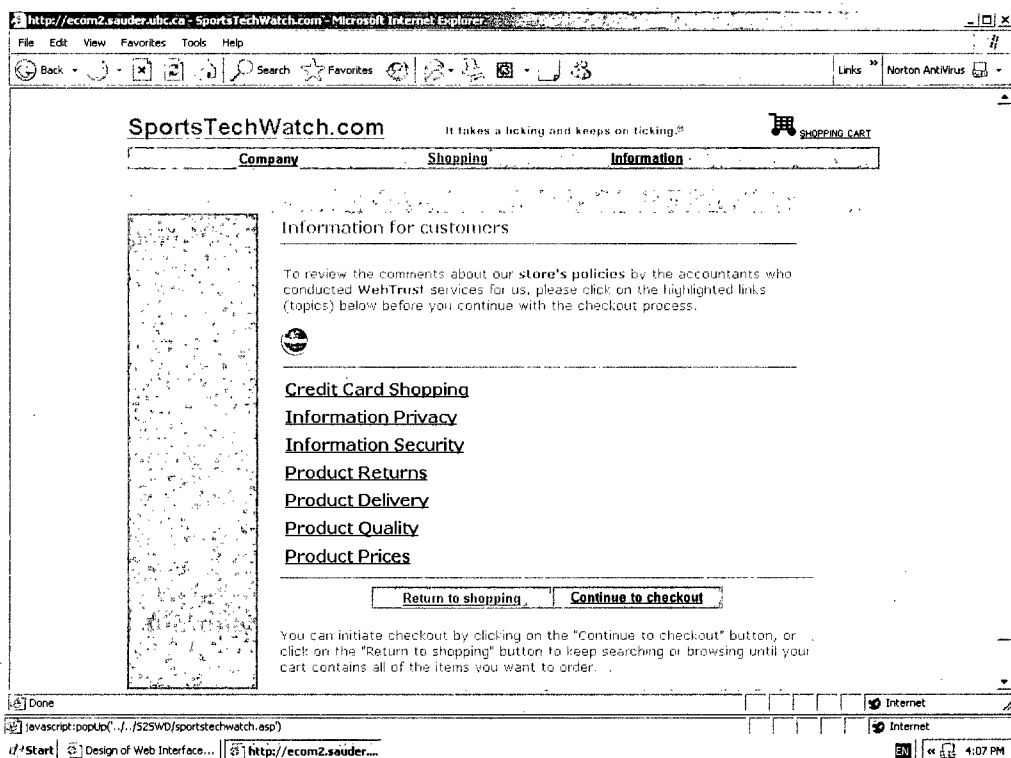 http://ecom2.sauder.ubc.ca - SportsTechWatch.com - Microsoft Internet Explorer
File Edit View Favorites Tools Help
Back Search Favorites Links » Norton AntiVirus
SportsTechWatch.com It takes a licking and keeps on ticking.® SHOPPING CART
Company Shopping Information
Information for customers
To review the comments about our store's policies by the accountants who
conducted WebTrust services for us, please click on the highlighted links
(topics) below before you continue with the checkout process.
Credit Card Shopping
Information Privacy
Information Security
Product Returns
Product Delivery
Product Quality
Product Prices
Return to shopping Continue to checkout
You can initiate checkout by clicking on the "Continue to checkout" button, or
click on the "Return to shopping" button to keep searching or browsing until your
cart contains all of the items you want to order.
Done Internet
javascript:popUp('../../S2SWD/sportstechwatch.asp') Internet
Start Design of Web Interface... http://ecom2.sauder.... EN « 4:07 PM